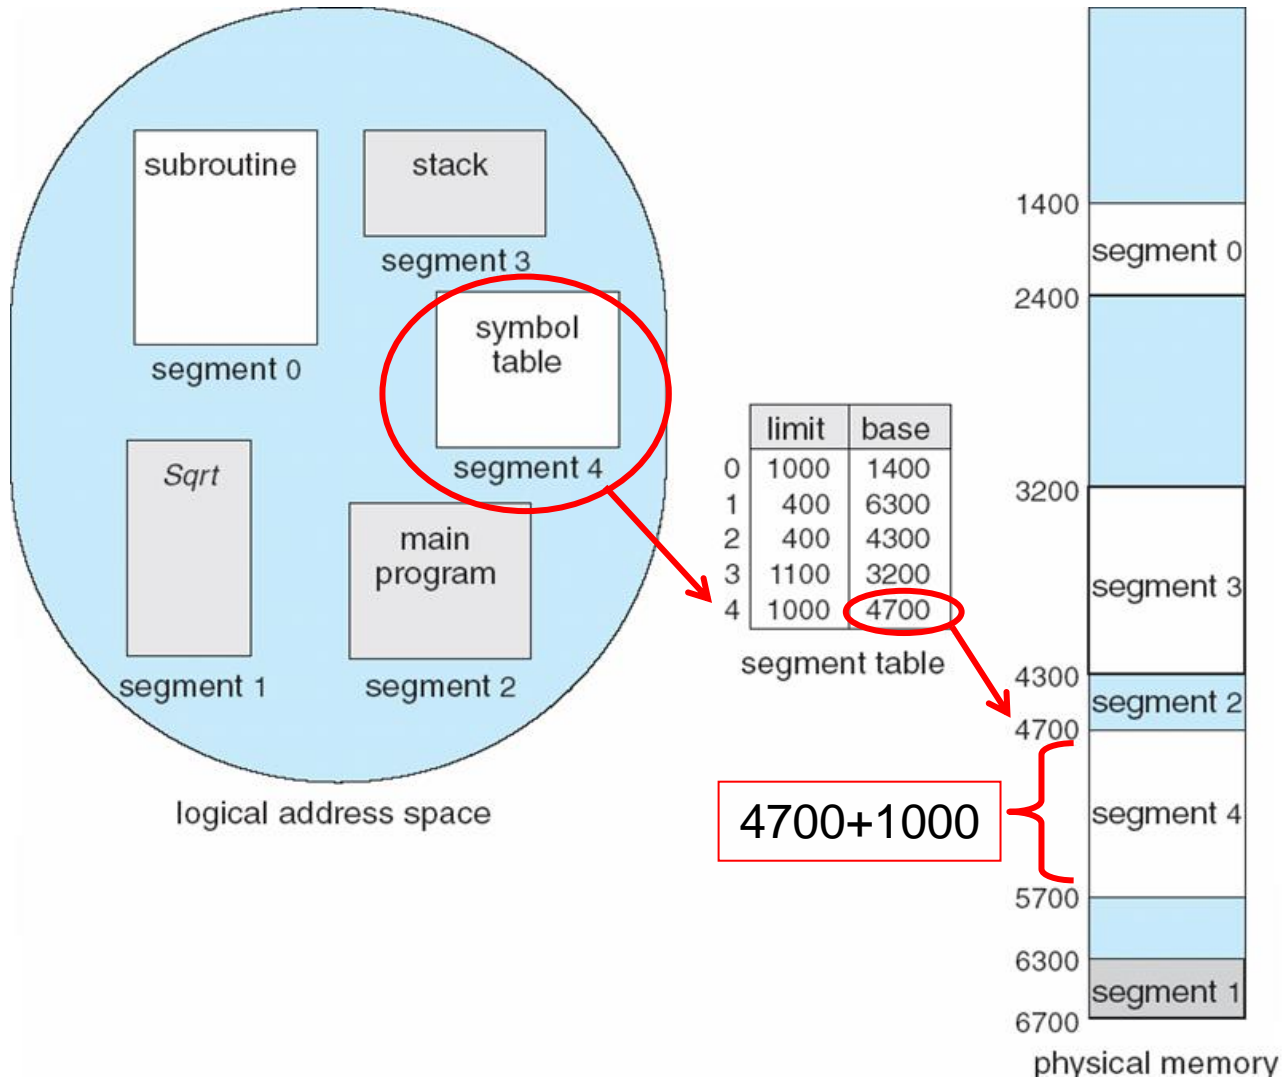 subroutine
segment 0
stack
segment 3
symbol
table
segment 4
Sqrt
segment 1
main
program
segment 2
logical address space
limit base
0 1000 1400
1 400 6300
2 400 4300
3 1100 3200
4 1000 4700
segment table
4700+1000
1400
segment 0
2400
3200
segment 3
4300
segment 2
4700
segment 4
5700
6300
segment 1
6700
physical memory